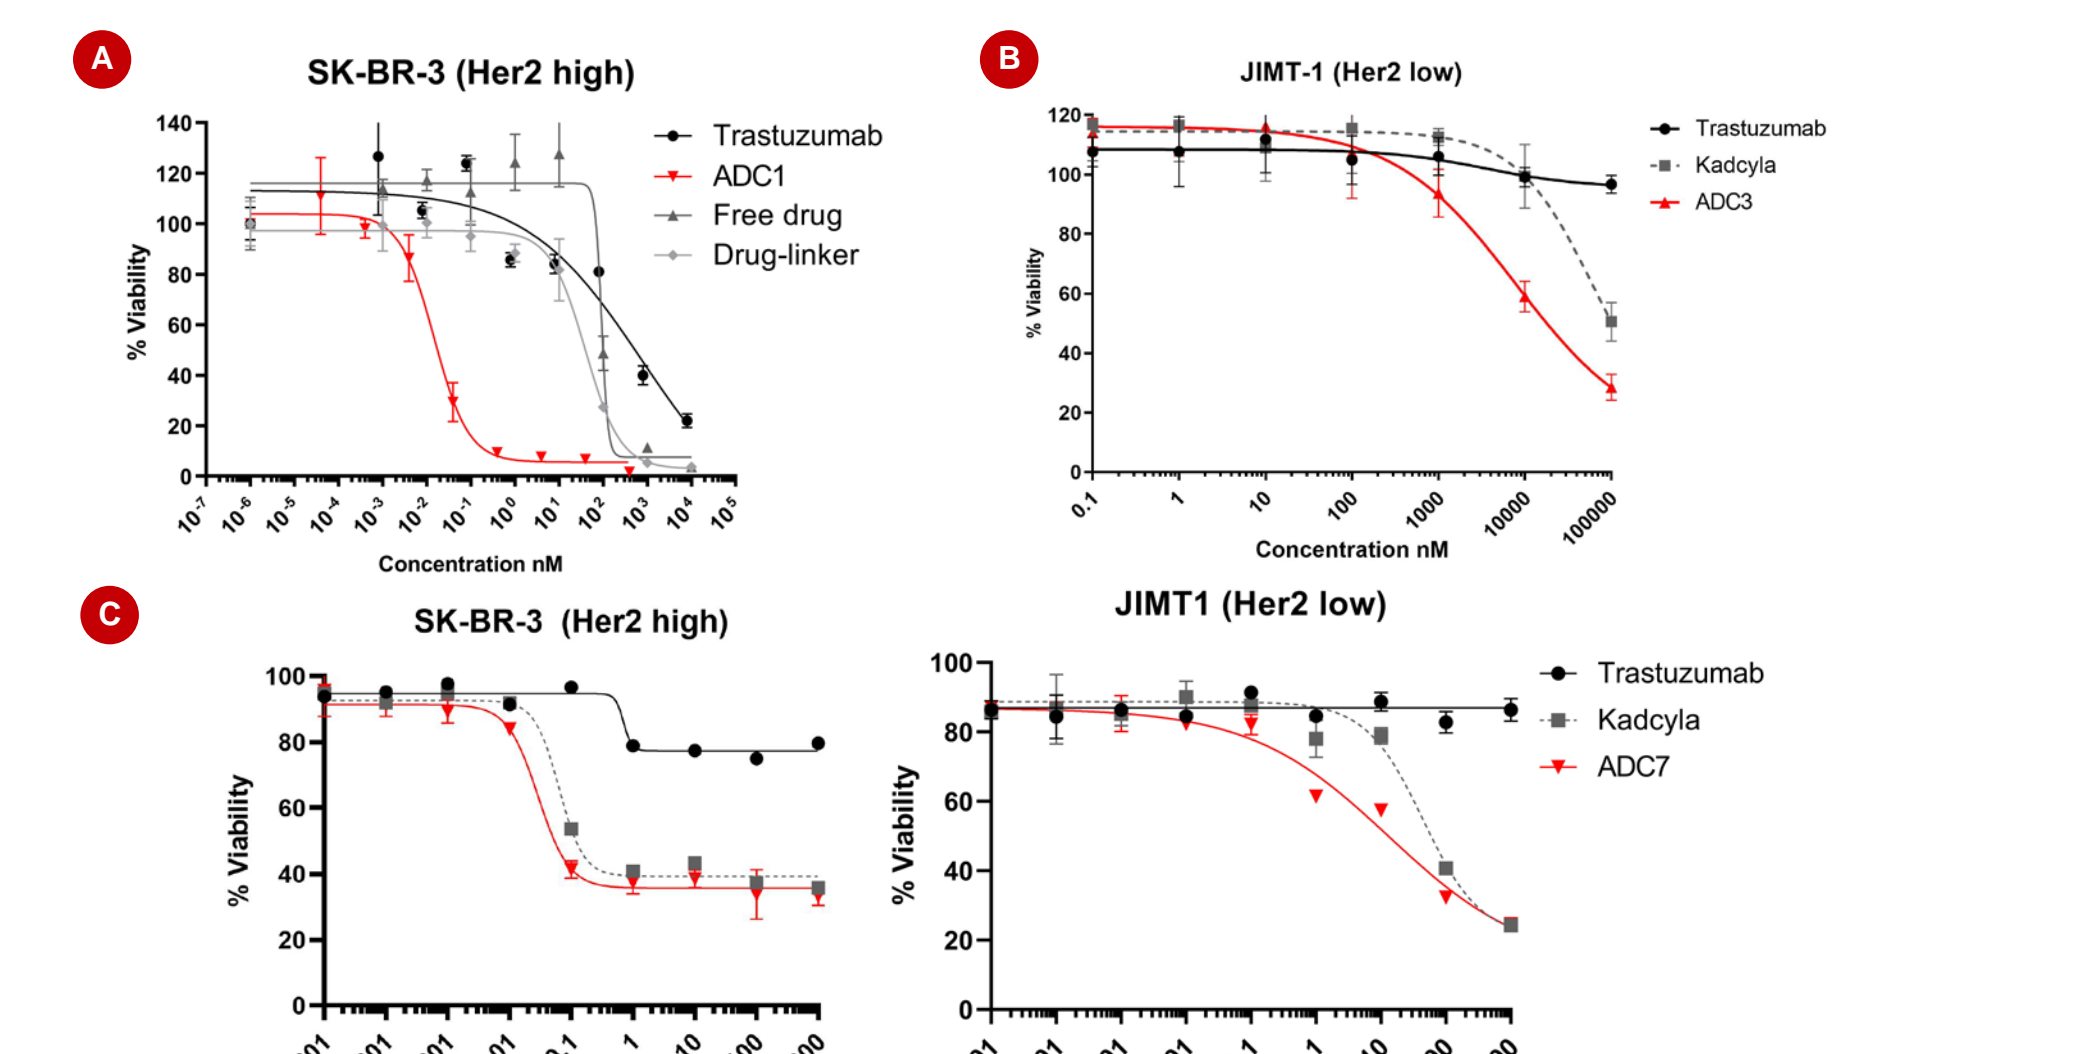 A
SK-BR-3 (Her2 high)
140
120
100
80
60
40
20
0
% Viability
10-7
10-6
10-5
10-4
10-3
10-2
10-1
100
101
102
103
104
105
Concentration nM
Trastuzumab
ADC1
Free drug
Drug-linker
B
JIMT-1 (Her2 low)
120
100
80
60
40
20
0
% Viability
0.1
1
10
100
1000
10000
100000
Concentration nM
Trastuzumab
Kadcyla
ADC3
C
SK-BR-3 (Her2 high)
100
80
60
40
20
0
% Viability
1
10
JIMT1 (Her2 low)
100
80
60
40
20
0
% Viability
Trastuzumab
Kadcyla
ADC7